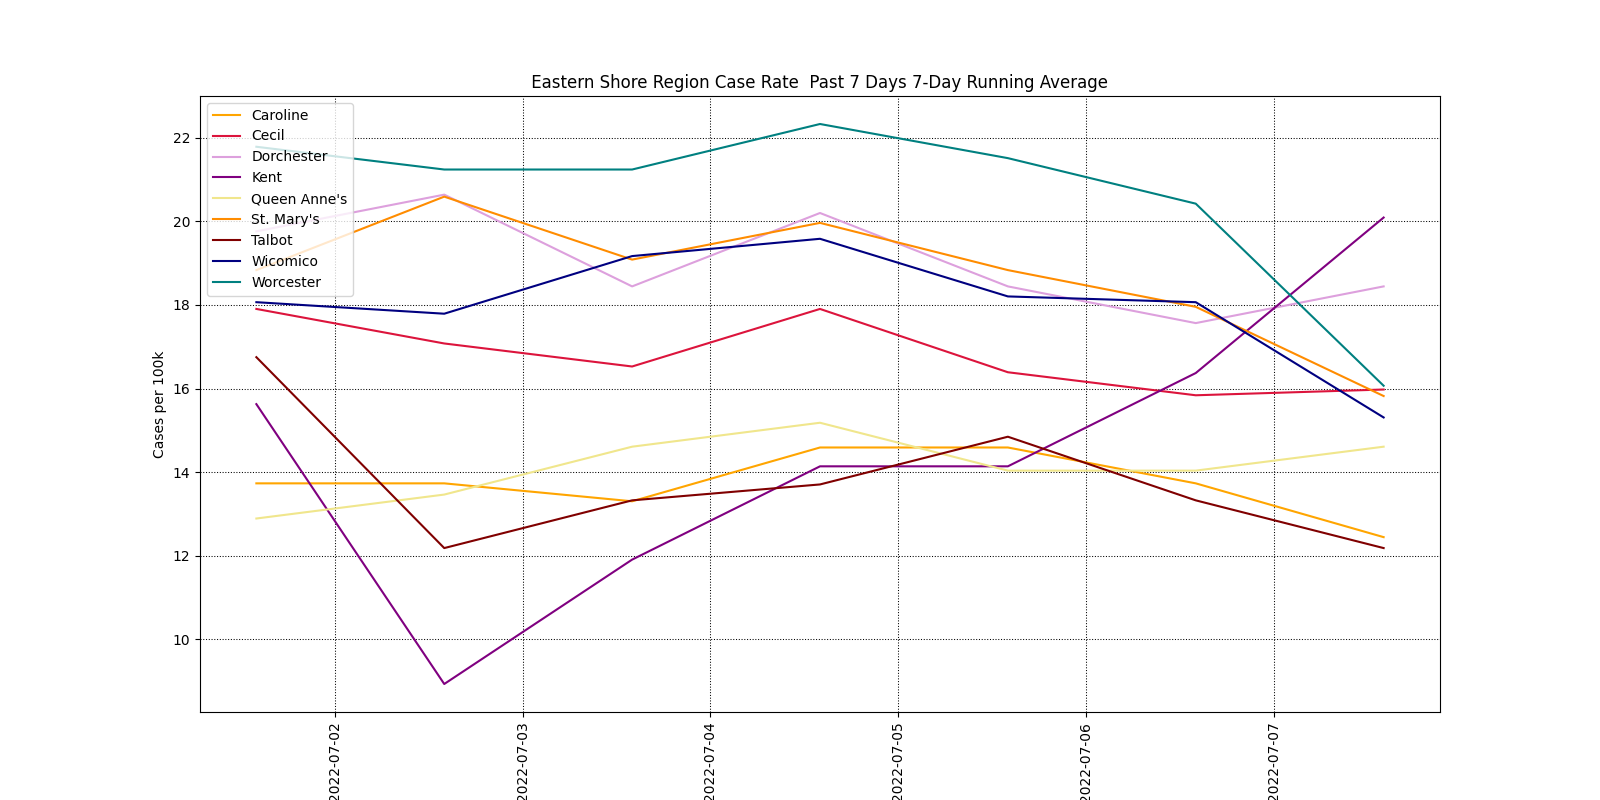 Eastern Shore Region Case Rate  Past 7 Days 7-Day Running Average
Caroline
Cecil
Dorchester
Kent
Queen Anne's
St. Mary's
Talbot
Wicomico
Worcester
Cases per 100k
22
20
18
16
14
12
10
2022-07-02
2022-07-03
2022-07-04
2022-07-05
2022-07-06
2022-07-07